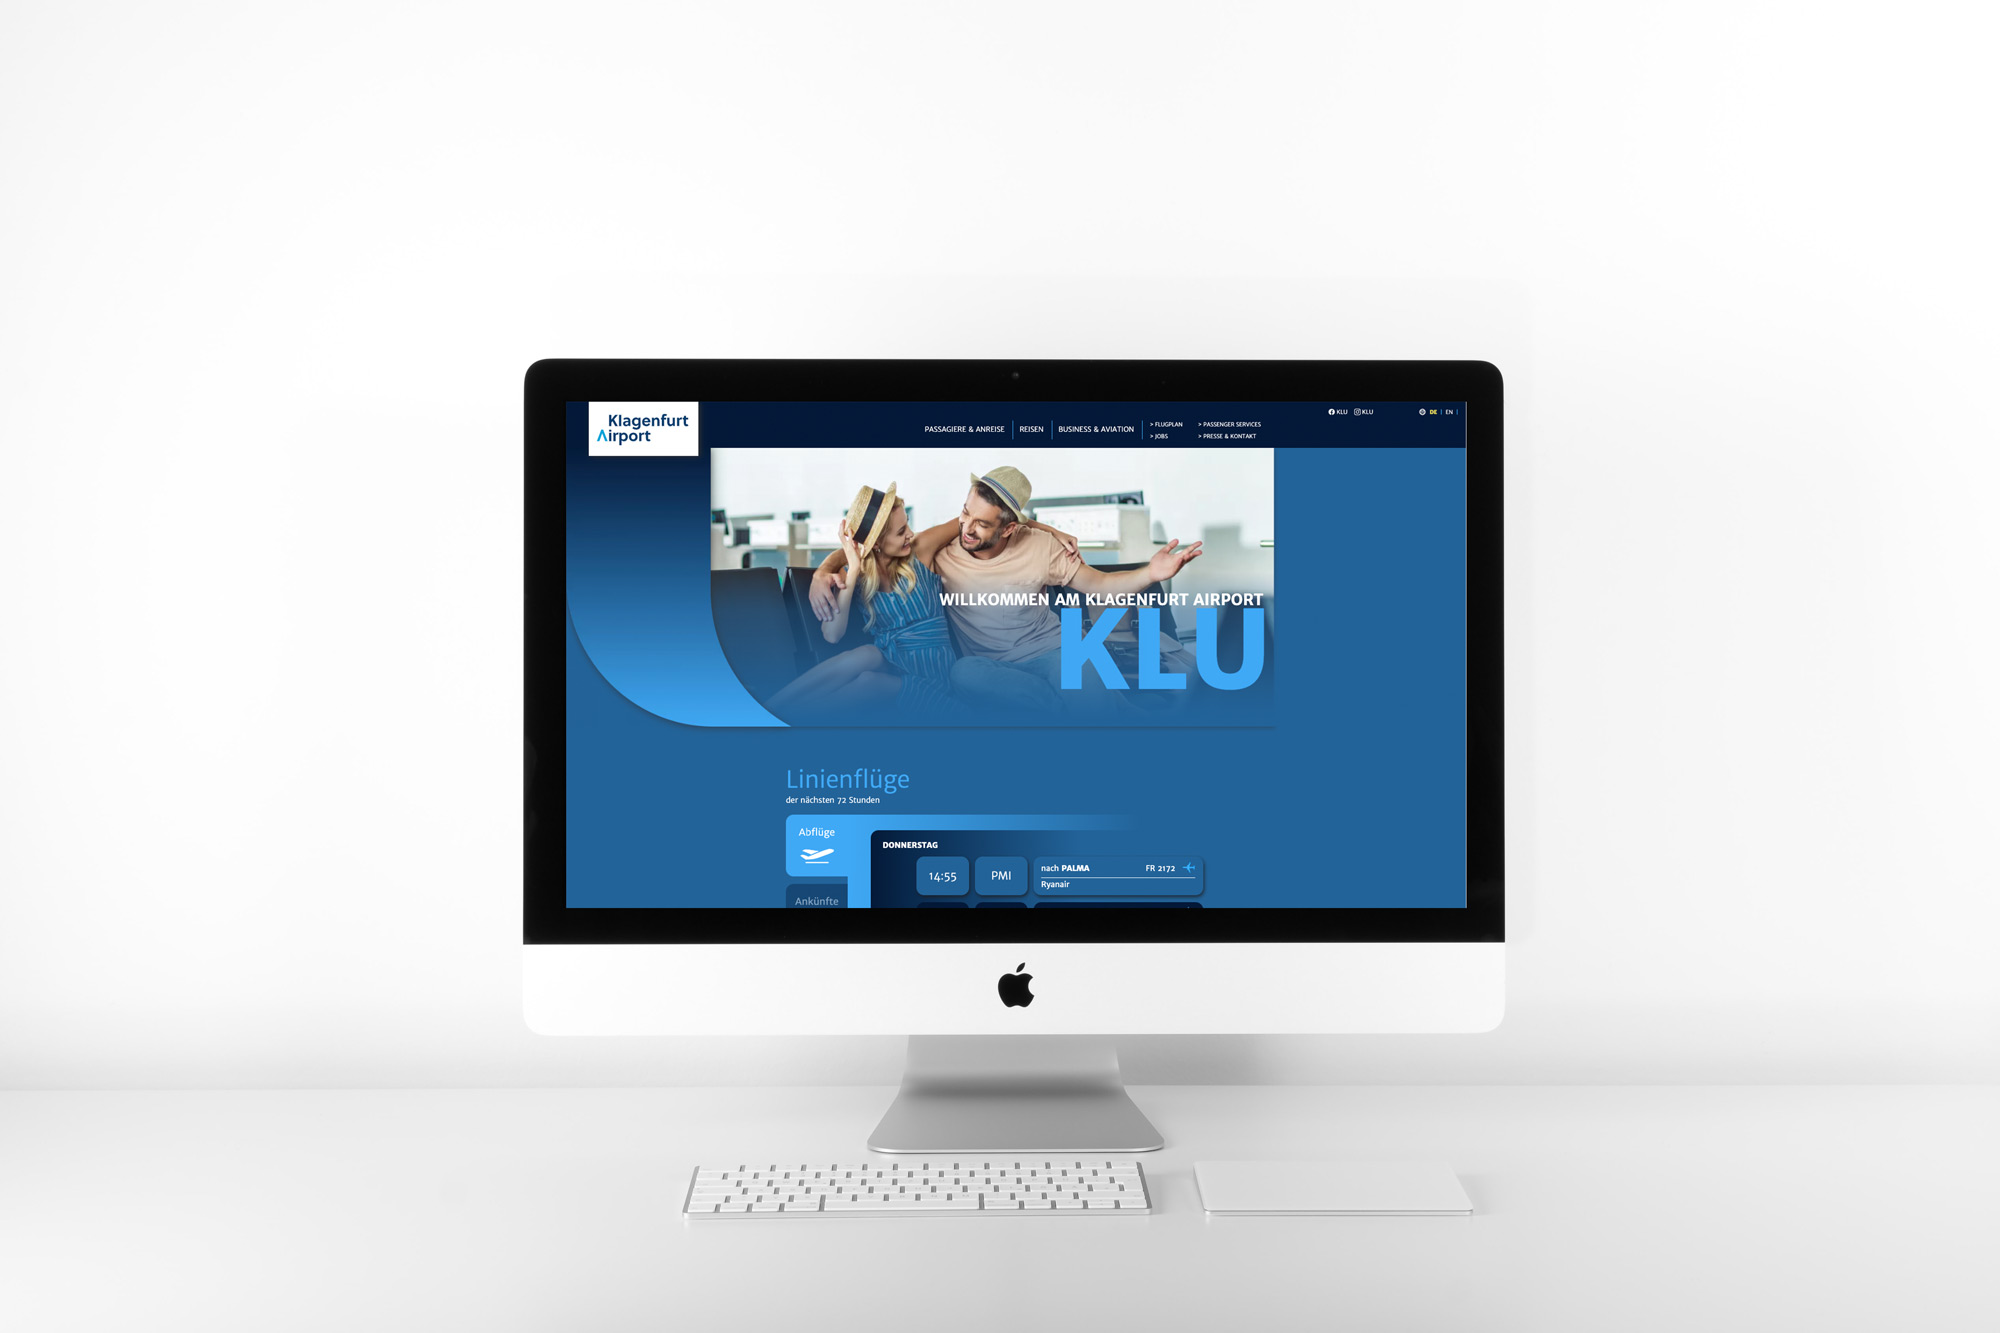 Klagenfurt
Airport
KLU KLU
DE | EN |
PASSAGIERE & ANREISE | REISEN | BUSINESS & AVIATION
> FLUGPLAN > PASSENGER SERVICES
> JOBS > PRESSE & KONTAKT
WILLKOMMEN AM KLAGENFURT AIRPORT
KLU
Linienflüge
der nächsten 72 Stunden
Abflüge
DONNERSTAG
14:55 PMI nach PALMA FR 2172
Ryanair
Ankünfte